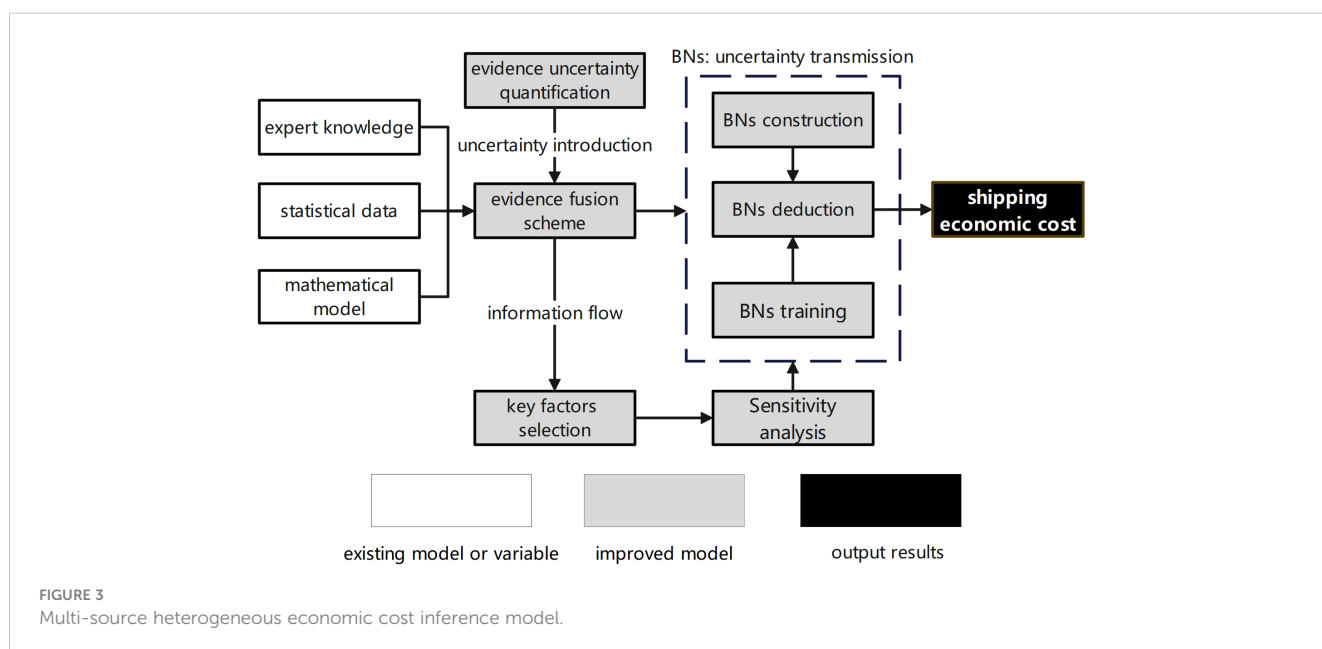 evidence uncertainty
quantification
BNs: uncertainty transmission
expert knowledge
BNs construction
uncertainty introduction
statistical data
evidence fusion
scheme
BNs deduction
shipping
economic cost
mathematical
model
information flow
BNs training
key factors
selection
Sensitivity
analysis
existing model or variable
improved model
output results
FIGURE 3
Multi-source heterogeneous economic cost inference model.